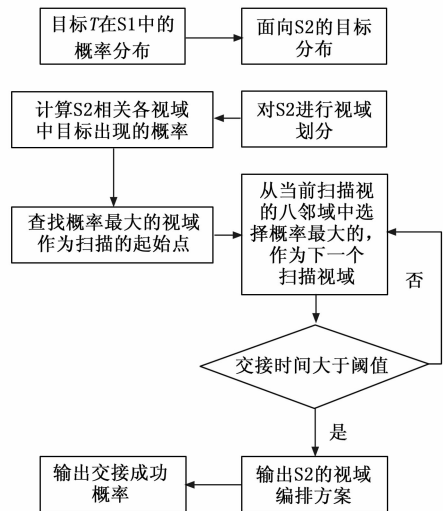 目标T在S1中的
概率分布
面向S2的目标
分布
计算S2相关各视域
中目标出现的概率
对S2进行视域
划分
查找概率最大的视域
作为扫描的起始点
从当前扫描视
的八邻域中选
择概率最大的，
作为下一个
扫描视域
否
交接时间大于阈值
是
输出交接成功
概率
输出S2的视域
编排方案